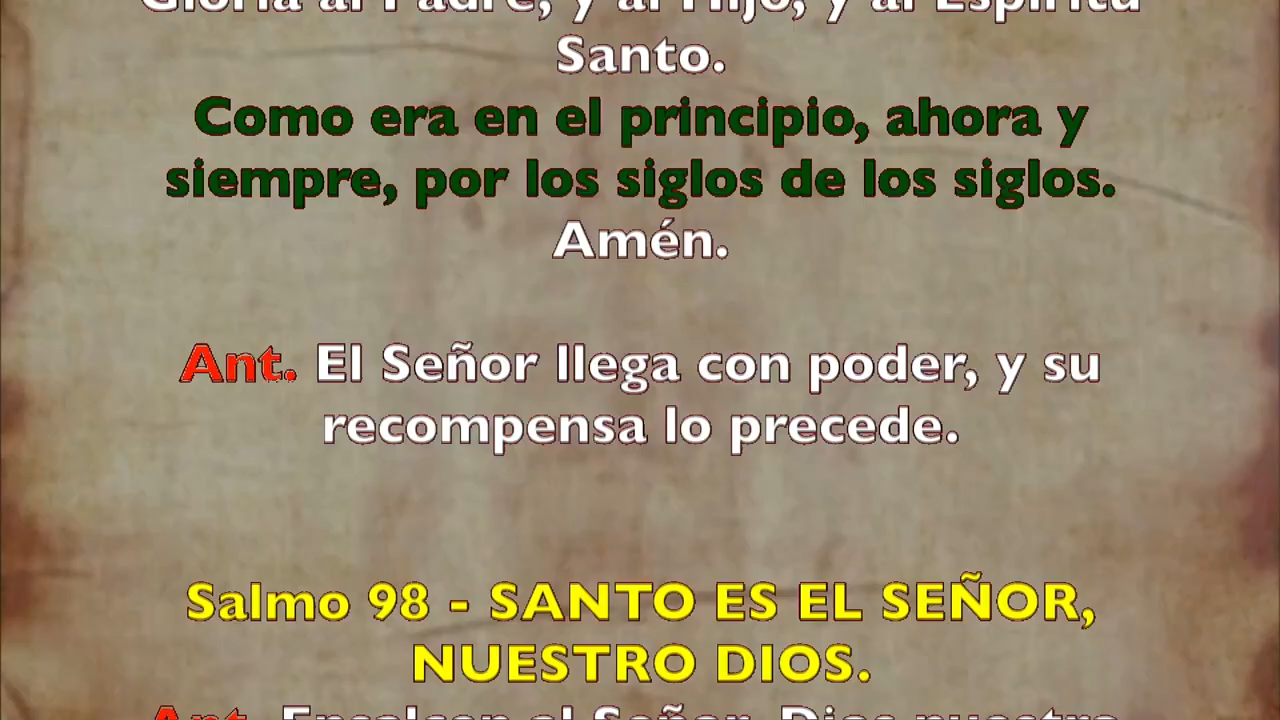 Gloria al Padre, y al Hijo, y al Espíritu
Santo.
Como era en el principio, ahora y
siempre, por los siglos de los siglos.
Amén.
Ant. El Señor llega con poder, y su
recompensa lo precede.
Salmo 98 - SANTO ES EL SEÑOR,
NUESTRO DIOS.
Ant. Ensalcen al Señor, Dios nuestro